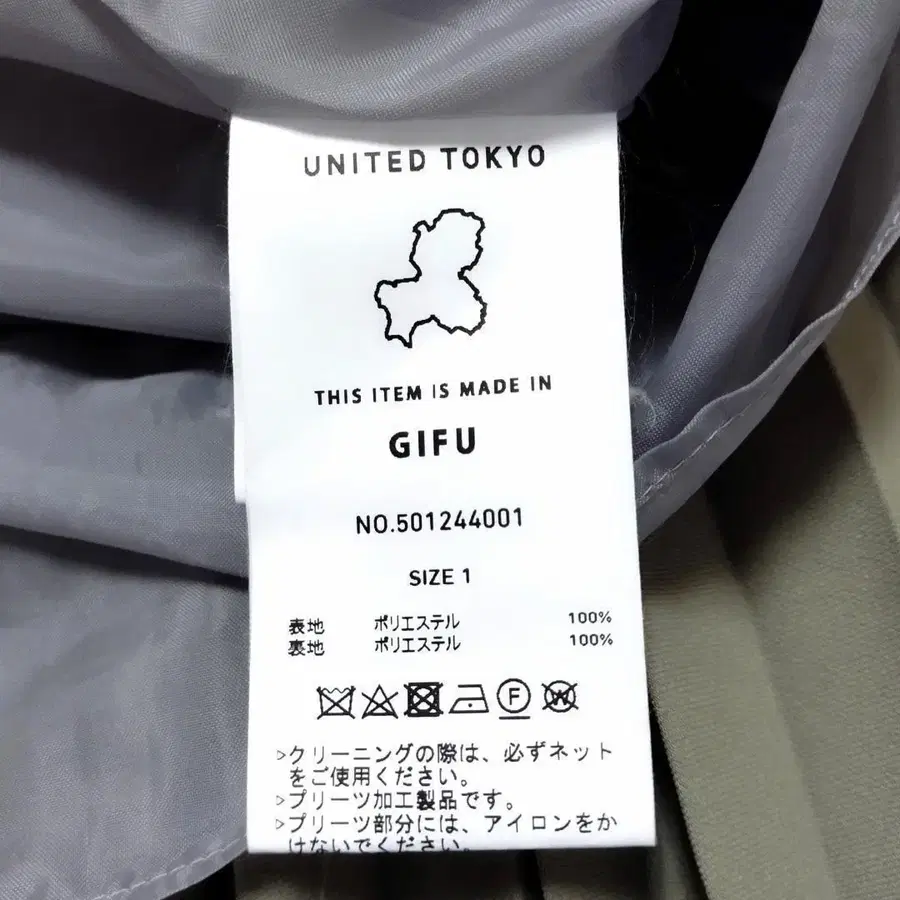 UNITED TOKYO
THIS ITEM IS MADE IN
GIFU
NO.501244001
SIZE 1
表地 ポリエステル 100%
裏地 ポリエステル 100%
F
W
▷クリーニングの際は、必ずネット
をご使用ください。
▷プリーツ加工製品です。
▷プリーツ部分には、アイロンをか
けないでください。